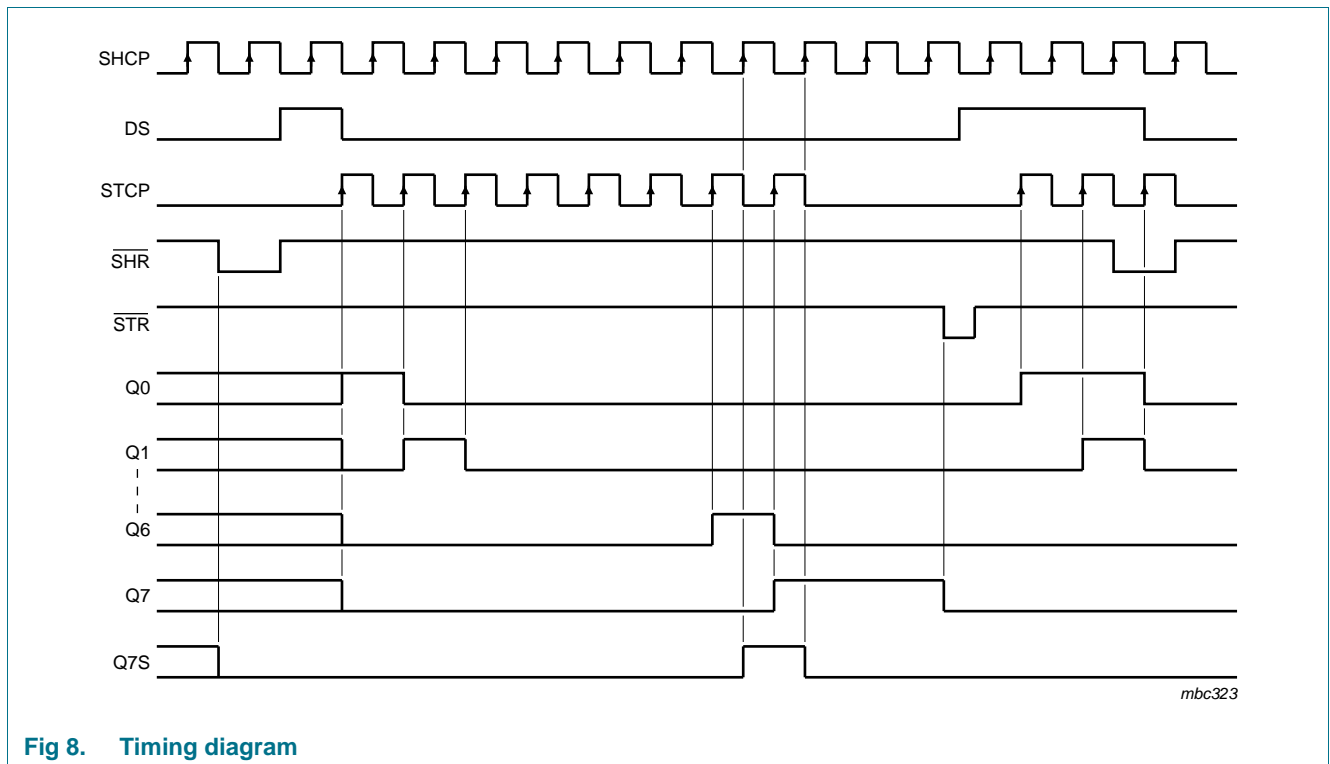 SHCP
DS
STCP
SHR
STR
Q0
Q1
Q6
Q7
Q7S
mbc323
Fig 8. Timing diagram